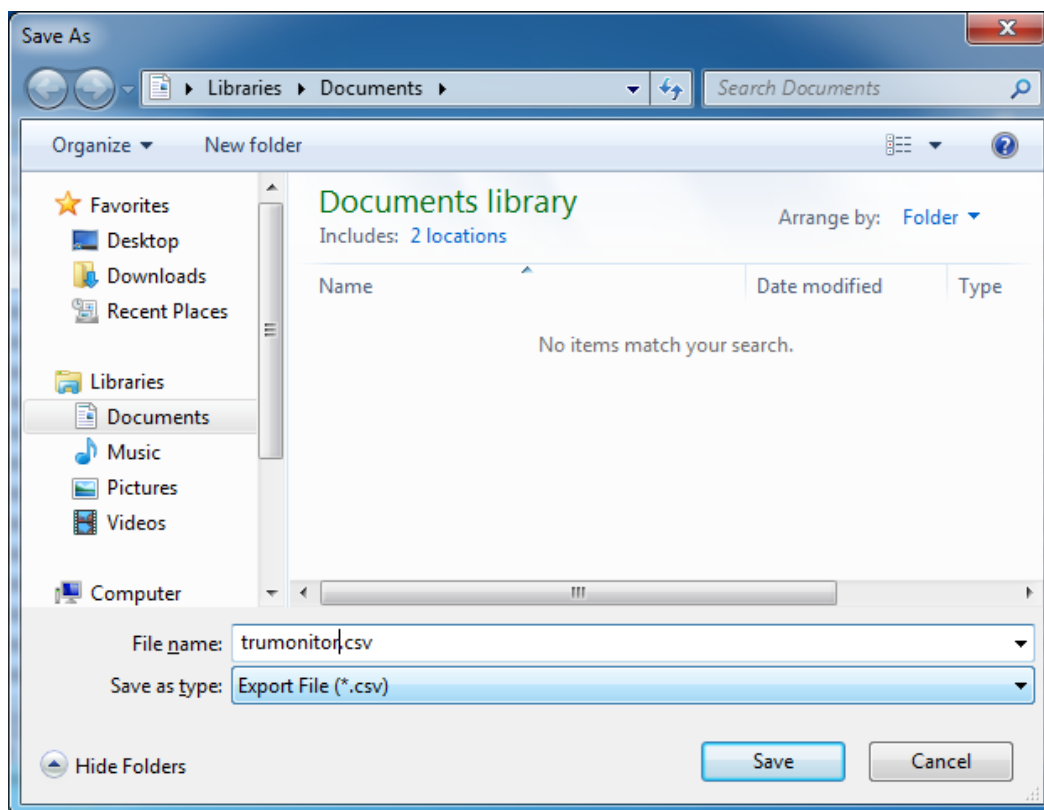 Save As
Libraries Documents
Search Documents
Organize New folder
Favorites
Desktop
Downloads
Recent Places
Libraries
Documents
Music
Pictures
Videos
Computer
Documents library
Includes: 2 locations
Arrange by: Folder
Name Date modified Type
No items match your search.
File name: trumonitor.csv
Save as type: Export File (*.csv)
Hide Folders
Save Cancel